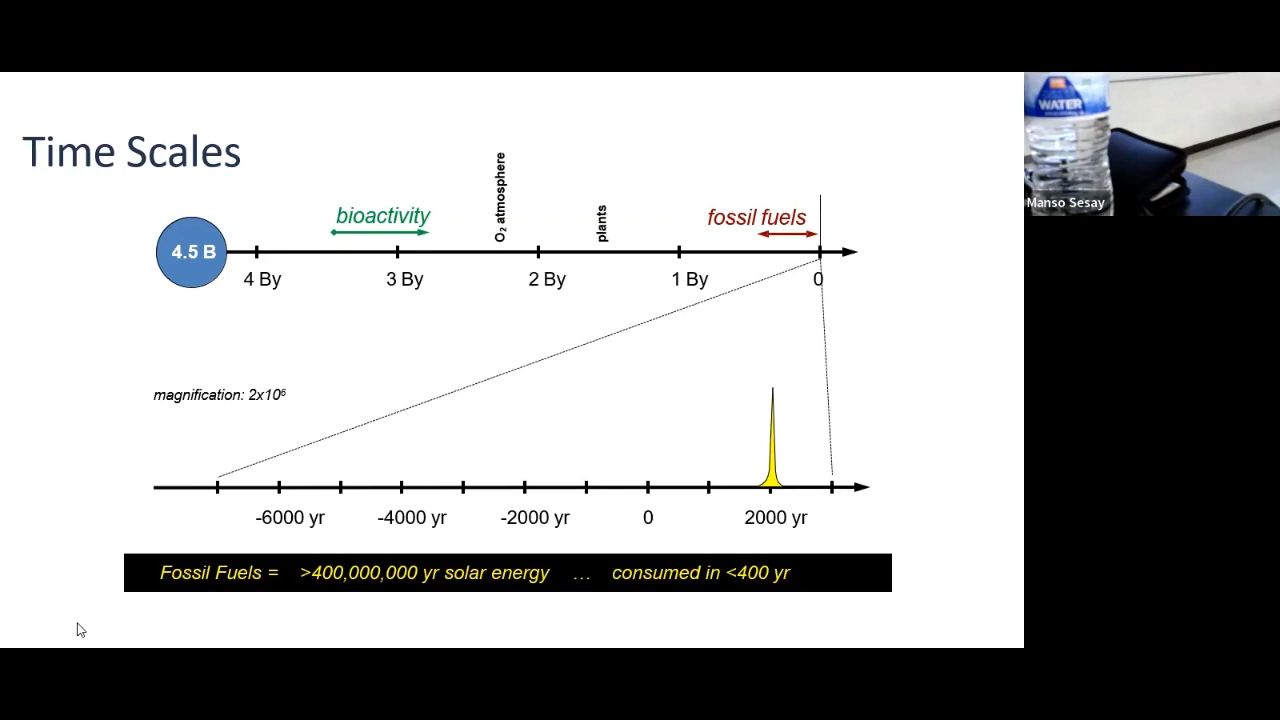 Time Scales
O₂ atmosphere
plants
bioactivity
fossil fuels
4.5 B
4 By
3 By
2 By
1 By
0
magnification: 2x10⁶
-6000 yr
-4000 yr
-2000 yr
0
2000 yr
Fossil Fuels = >400,000,000 yr solar energy … consumed in <400 yr
WATER
Manso Sesay